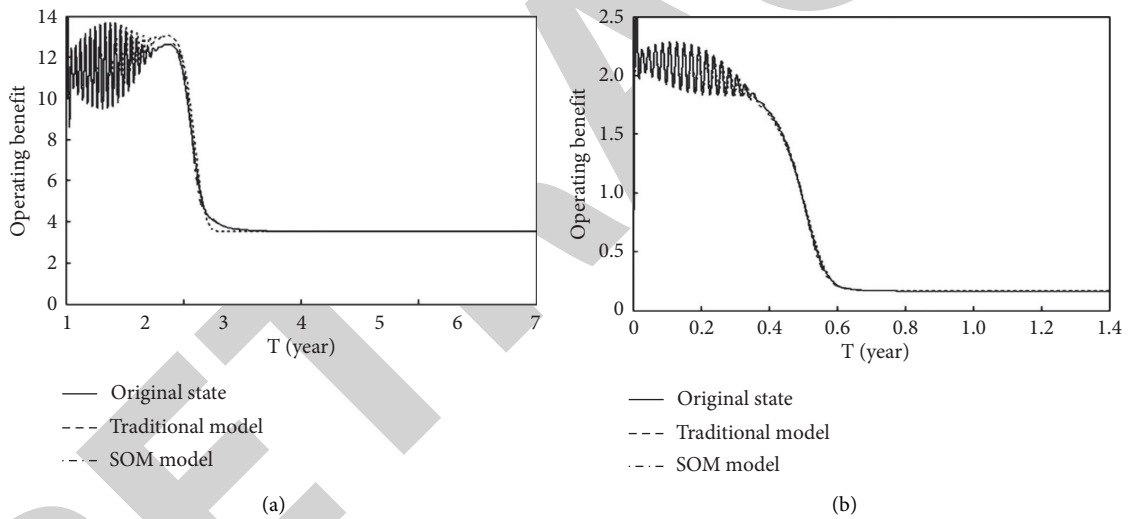 14
12
10
8
6
4
2
0
Operating benefit
1 2 3 4 5 6 7
T (year)
Original state
Traditional model
SOM model
(a)
2.5
2.0
1.5
1.0
0.5
0
Operating benefit
0 0.2 0.4 0.6 0.8 1.0 1.2 1.4
T (year)
Original state
Traditional model
SOM model
(b)